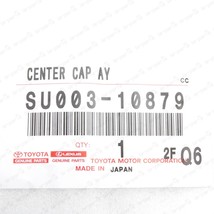 CENTER CAP AY
CC
SU003-10879
QTY.
1
2F Q6
TOYOTA
GENUINE PARTS
LEXUS
GENUINE PARTS
TOYOTA MOTOR CORPORATION
MADE IN JAPAN